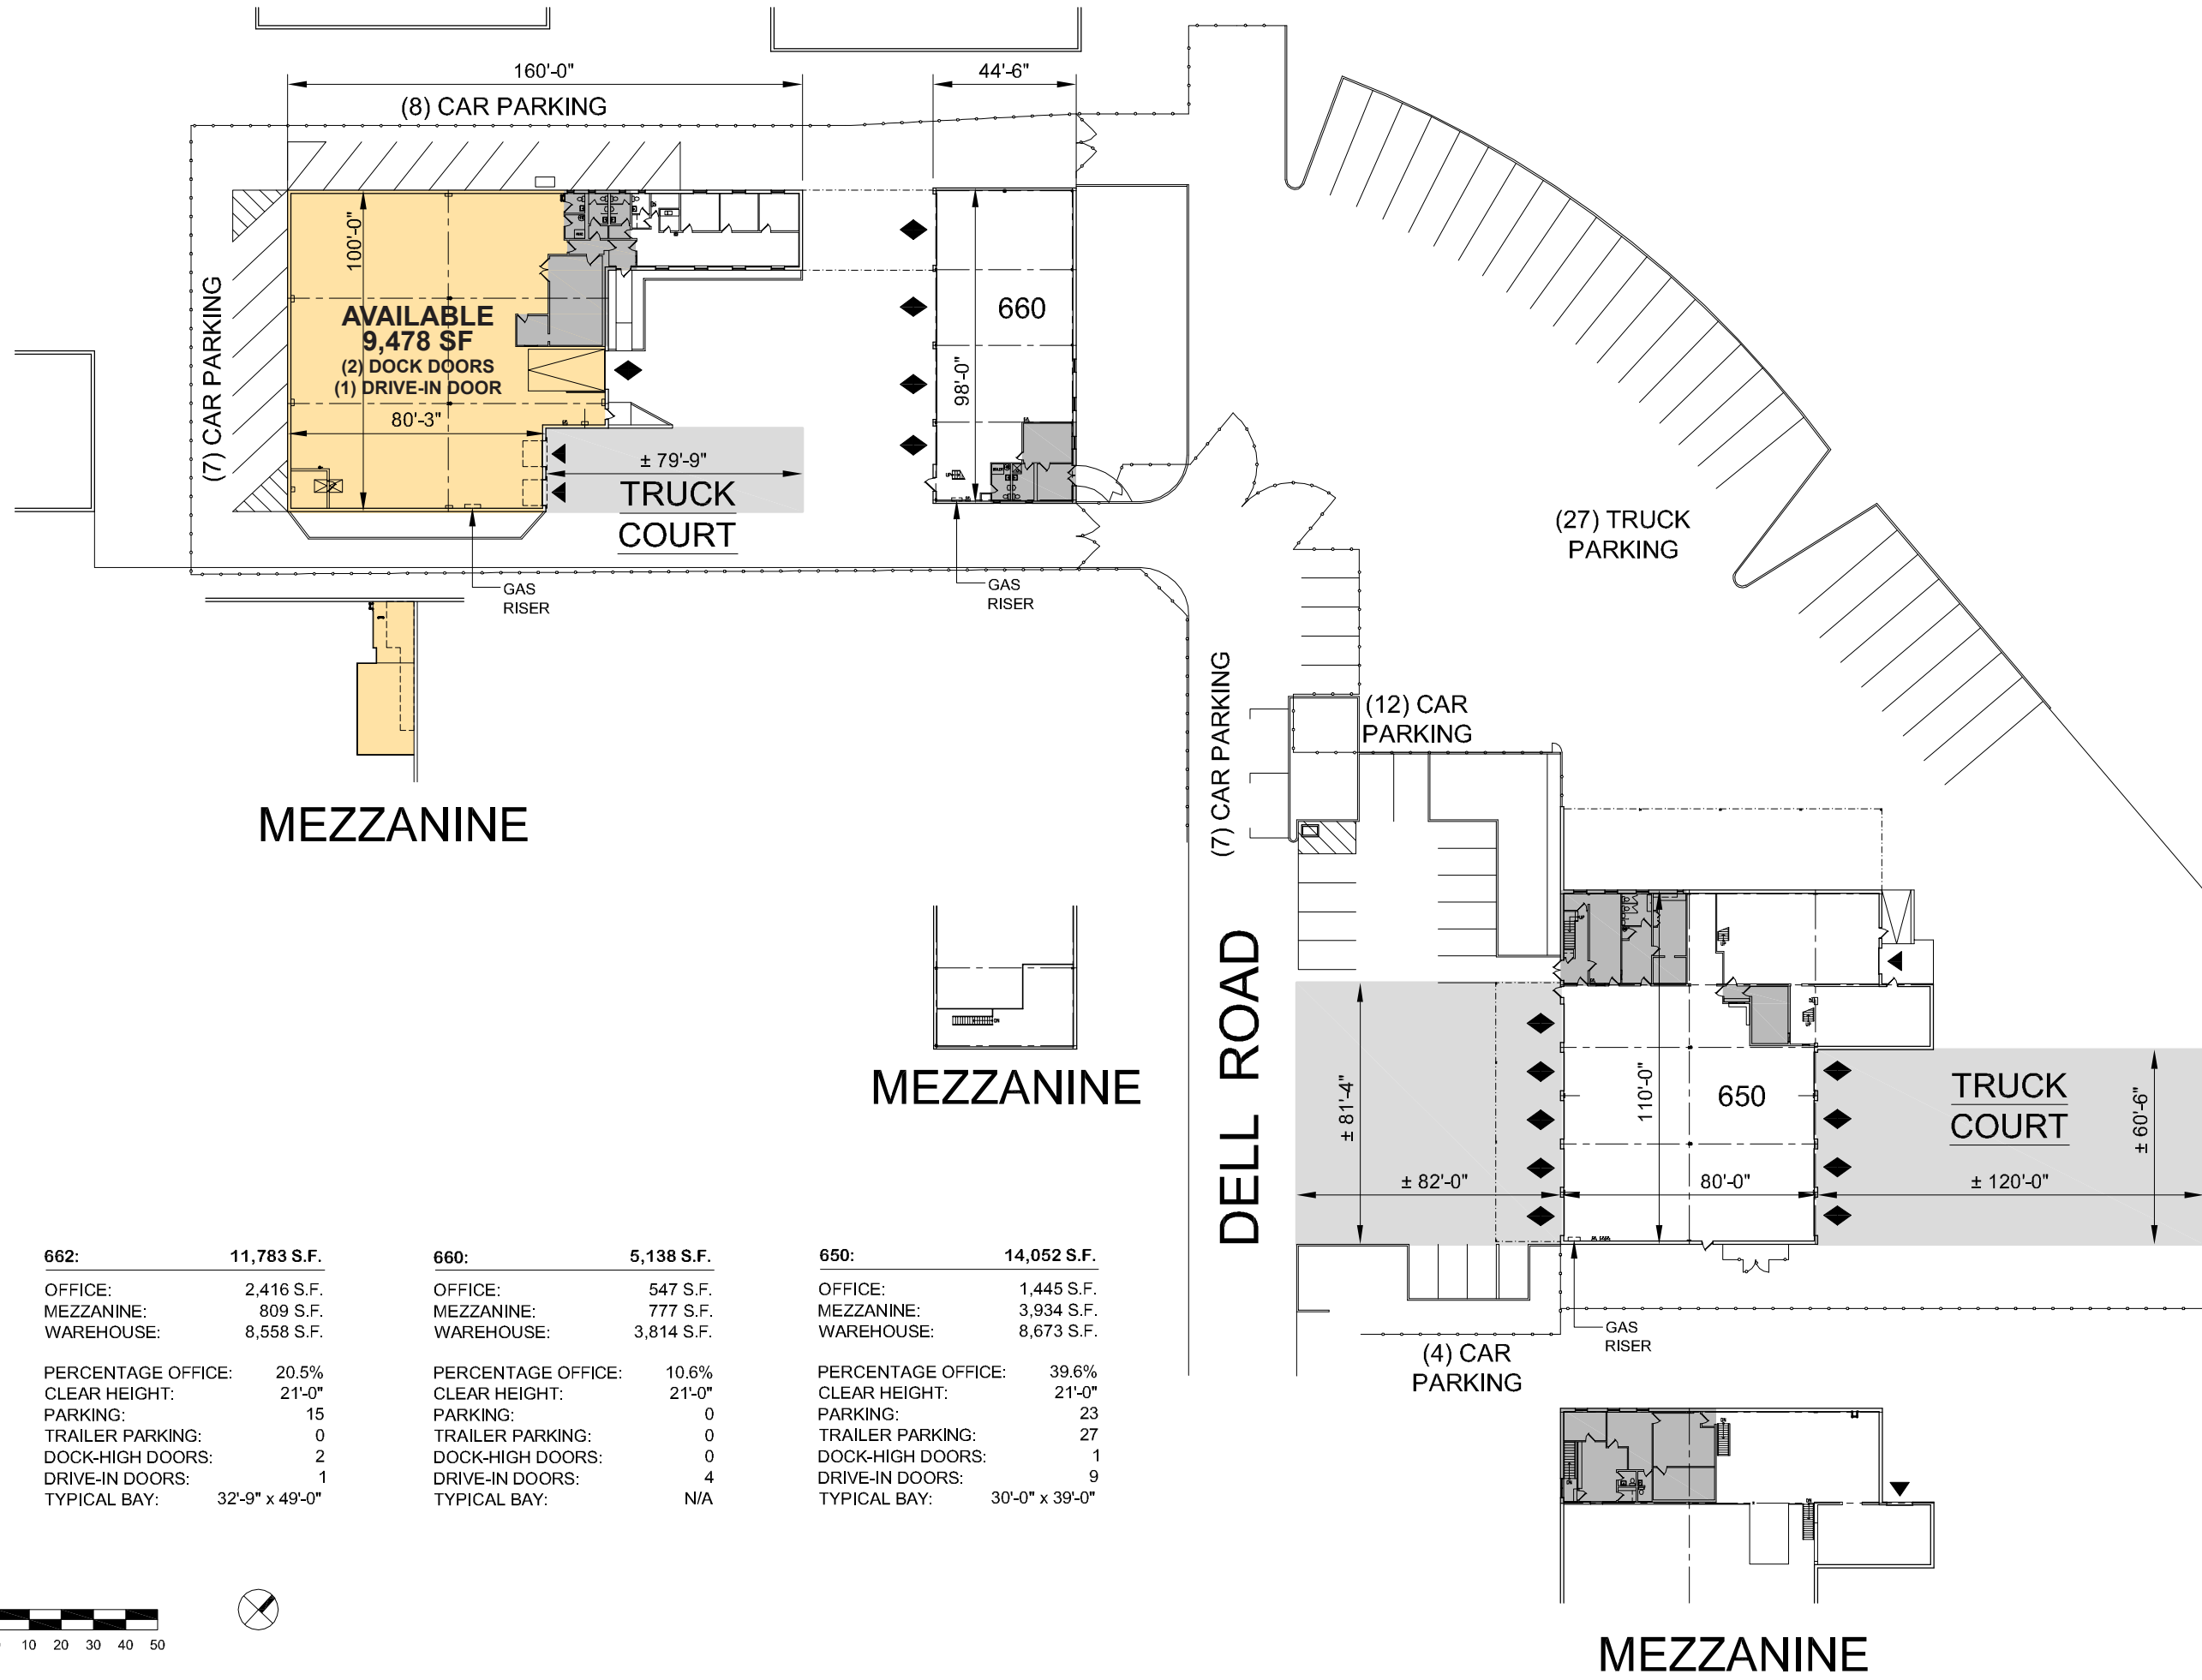 160'-0"
44'-6"
(8) CAR PARKING
(7) CAR PARKING
100'-0"
AVAILABLE
9,478 SF
(2) DOCK DOORS
(1) DRIVE-IN DOOR
80'-3"
± 79'-9"
TRUCK
COURT
660
98'-0"
GAS
RISER
GAS
RISER
(27) TRUCK
PARKING
(7) CAR PARKING
(12) CAR
PARKING
MEZZANINE
MEZZANINE
DELL ROAD
± 81'-4"
± 82'-0"
110'-0"
650
80'-0"
TRUCK
COURT
± 120'-0"
± 60'-6"
GAS
RISER
(4) CAR
PARKING
MEZZANINE
662: 11,783 S.F.
OFFICE: 2,416 S.F.
MEZZANINE: 809 S.F.
WAREHOUSE: 8,558 S.F.
PERCENTAGE OFFICE: 20.5%
CLEAR HEIGHT: 21'-0"
PARKING: 15
TRAILER PARKING: 0
DOCK-HIGH DOORS: 2
DRIVE-IN DOORS: 1
TYPICAL BAY: 32'-9" x 49'-0"
660: 5,138 S.F.
OFFICE: 547 S.F.
MEZZANINE: 777 S.F.
WAREHOUSE: 3,814 S.F.
PERCENTAGE OFFICE: 10.6%
CLEAR HEIGHT: 21'-0"
PARKING: 0
TRAILER PARKING: 0
DOCK-HIGH DOORS: 0
DRIVE-IN DOORS: 4
TYPICAL BAY: N/A
650: 14,052 S.F.
OFFICE: 1,445 S.F.
MEZZANINE: 3,934 S.F.
WAREHOUSE: 8,673 S.F.
PERCENTAGE OFFICE: 39.6%
CLEAR HEIGHT: 21'-0"
PARKING: 23
TRAILER PARKING: 27
DOCK-HIGH DOORS: 1
DRIVE-IN DOORS: 9
TYPICAL BAY: 30'-0" x 39'-0"
10 20 30 40 50